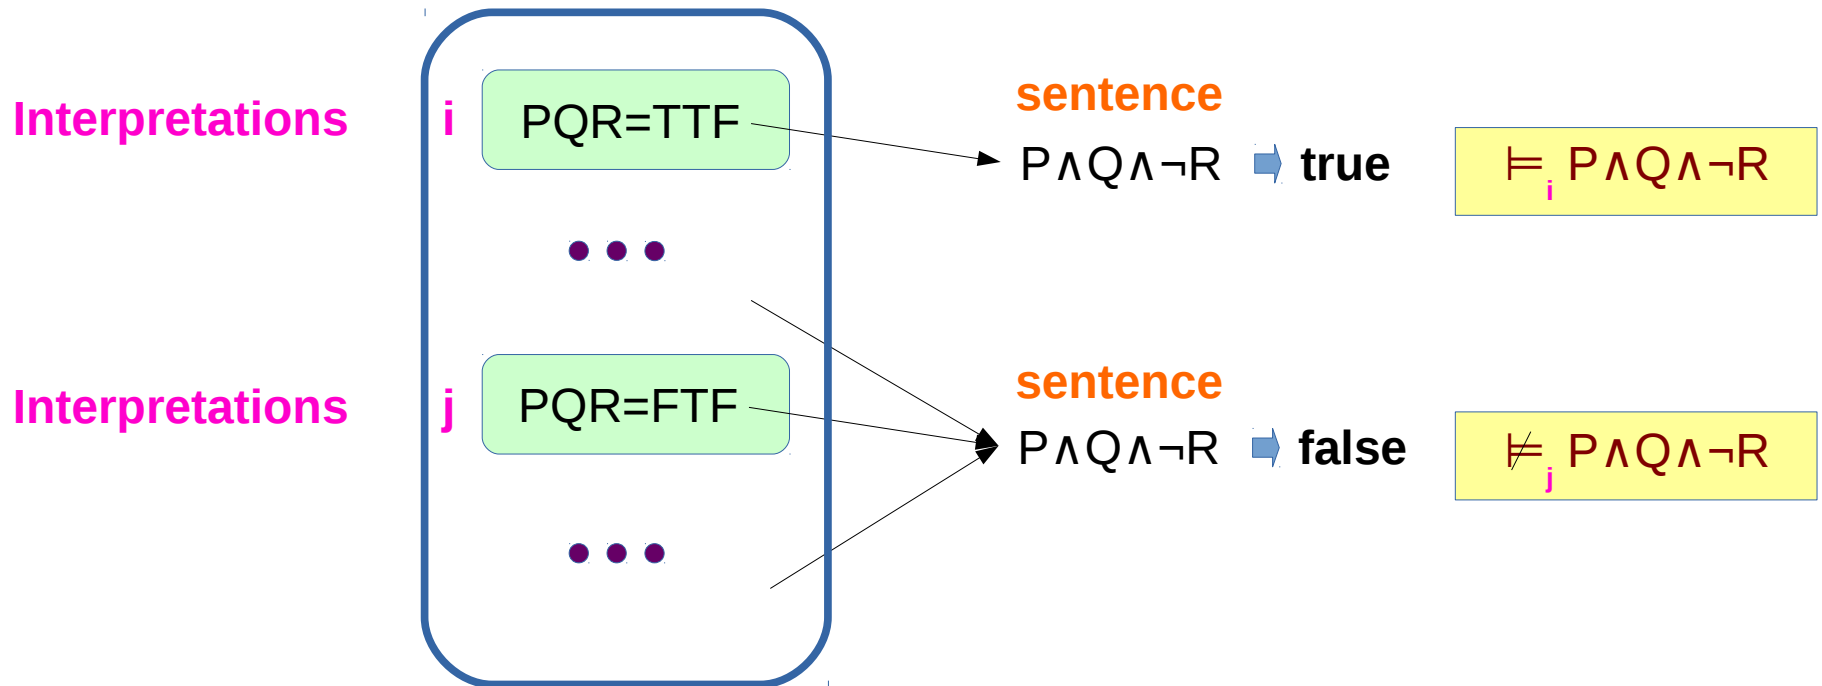 Interpretations i PQR=TTF
sentence
P∧Q∧¬R true
⊨i P∧Q∧¬R
Interpretations j PQR=FTF
sentence
P∧Q∧¬R false
⊭j P∧Q∧¬R